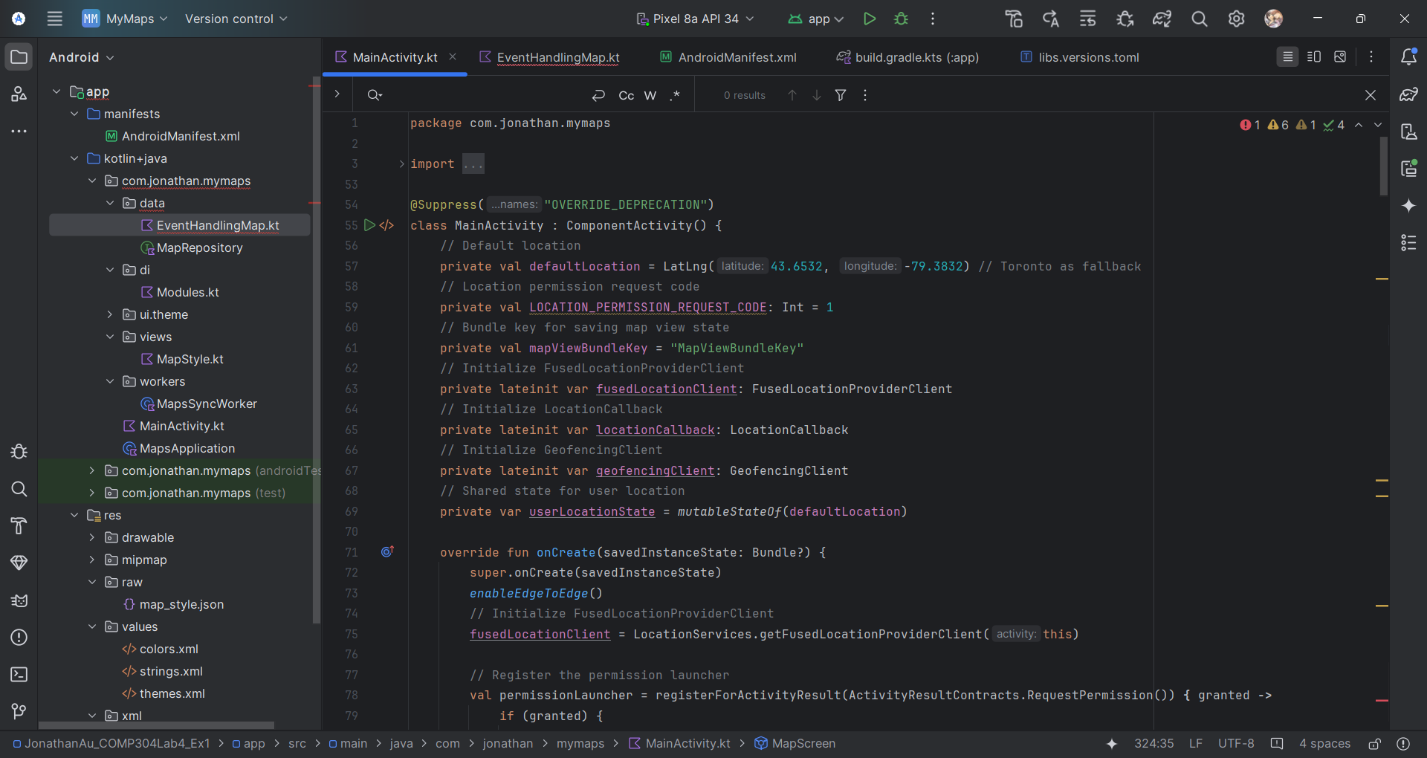 MM MyMaps Version control Pixel 8a API 34 app
Android
MainActivity.kt EventHandlingMap.kt AndroidManifest.xml build.gradle.kts (:app) libs.versions.toml
Cc W .* 0 results
app
manifests
AndroidManifest.xml
kotlin+java
com.jonathan.mymaps
data
EventHandlingMap.kt
MapRepository
di
Modules.kt
ui.theme
views
MapStyle.kt
workers
MapsSyncWorker
MainActivity.kt
MapsApplication
com.jonathan.mymaps (androidTes
com.jonathan.mymaps (test)
res
drawable
mipmap
raw
map_style.json
values
colors.xml
strings.xml
themes.xml
xml
1 6 1 4
1 package com.jonathan.mymaps
2
3 import ...
53
54 @Suppress( ...names: "OVERRIDE_DEPRECATION")
55 class MainActivity : ComponentActivity() {
56 // Default location
57 private val defaultLocation = LatLng( latitude: 43.6532, longitude: -79.3832) // Toronto as fallback
58 // Location permission request code
59 private val LOCATION_PERMISSION_REQUEST_CODE: Int = 1
60 // Bundle key for saving map view state
61 private val mapViewBundleKey = "MapViewBundleKey"
62 // Initialize FusedLocationProviderClient
63 private lateinit var fusedLocationClient: FusedLocationProviderClient
64 // Initialize LocationCallback
65 private lateinit var locationCallback: LocationCallback
66 // Initialize GeofencingClient
67 private lateinit var geofencingClient: GeofencingClient
68 // Shared state for user location
69 private var userLocationState = mutableStateOf(defaultLocation)
70
71 override fun onCreate(savedInstanceState: Bundle?) {
72 super.onCreate(savedInstanceState)
73 enableEdgeToEdge()
74 // Initialize FusedLocationProviderClient
75 fusedLocationClient = LocationServices.getFusedLocationProviderClient( activity: this)
76
77 // Register the permission launcher
78 val permissionLauncher = registerForActivityResult(ActivityResultContracts.RequestPermission()) { granted ->
79 if (granted) {
JonathanAu_COMP304Lab4_Ex1 > app > src > main > java > com > jonathan > mymaps > MainActivity.kt > MapScreen 324:35 LF UTF-8 4 spaces